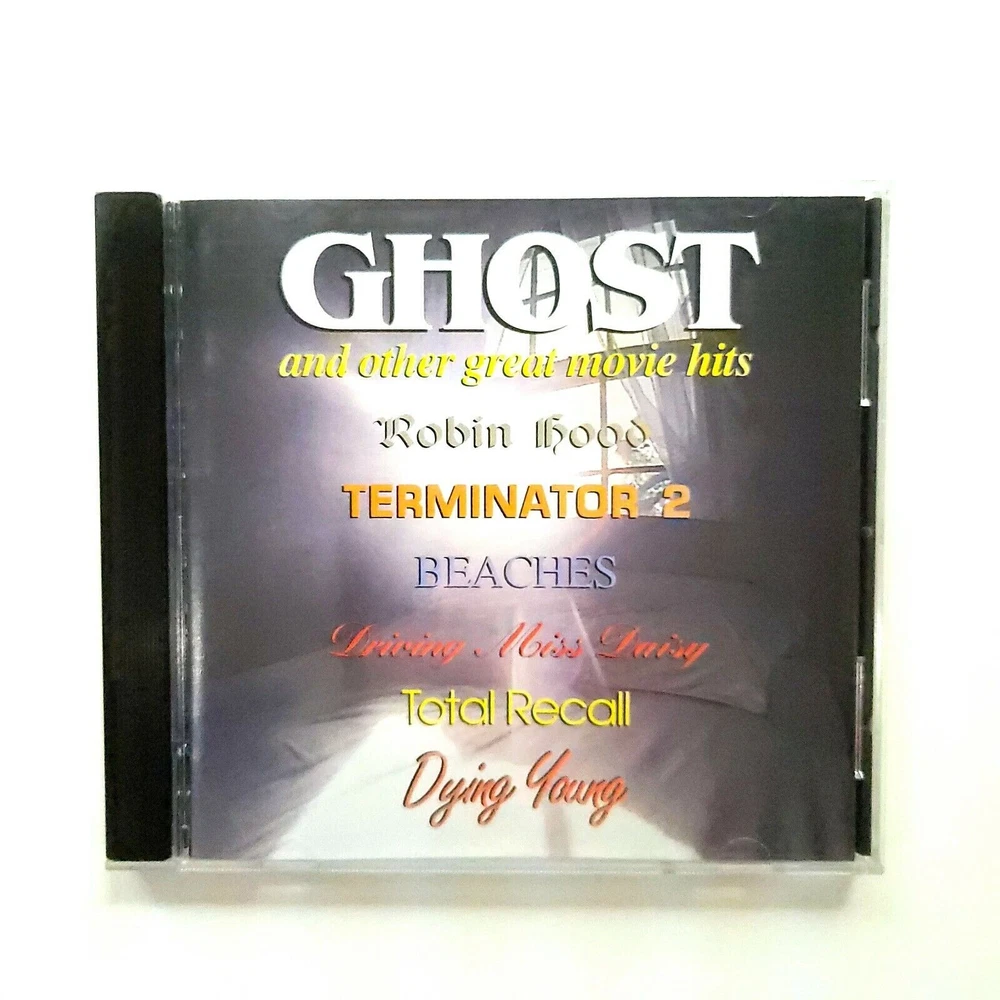 GHOST
and other great movie hits
Robin Hood
TERMINATOR 2
BEACHES
Driving Miss Daisy
Total Recall
Dying Young